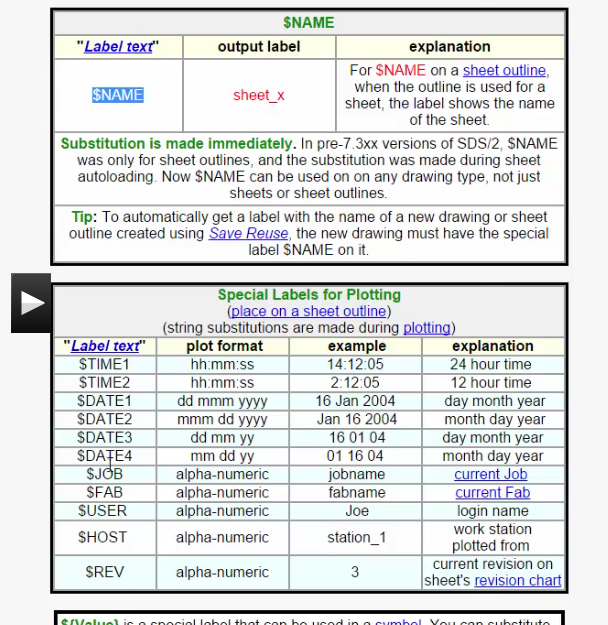 $NAME
"Label text" output label explanation
$NAME sheet_x For $NAME on a sheet outline,
when the outline is used for a
sheet, the label shows the name
of the sheet.
Substitution is made immediately. In pre-7.3xx versions of SDS/2, $NAME
was only for sheet outlines, and the substitution was made during sheet
autoloading. Now $NAME can be used on on any drawing type, not just
sheets or sheet outlines.
Tip: To automatically get a label with the name of a new drawing or sheet
outline created using Save Reuse, the new drawing must have the special
label $NAME on it.
Special Labels for Plotting
(place on a sheet outline)
(string substitutions are made during plotting)
"Label text" plot format example explanation
$TIME1 hh:mm:ss 14:12:05 24 hour time
$TIME2 hh:mm:ss 2:12:05 12 hour time
$DATE1 dd mmm yyyy 16 Jan 2004 day month year
$DATE2 mmm dd yyyy Jan 16 2004 month day year
$DATE3 dd mm yy 16 01 04 day month year
$DATE4 mm dd yy 01 16 04 month day year
$JOB alpha-numeric jobname current Job
$FAB alpha-numeric fabname current Fab
$USER alpha-numeric Joe login name
$HOST alpha-numeric station_1 work station
plotted from
$REV alpha-numeric 3 current revision on
sheet's revision chart
${Value} is a special label that can be used in a symbol. You can substitute